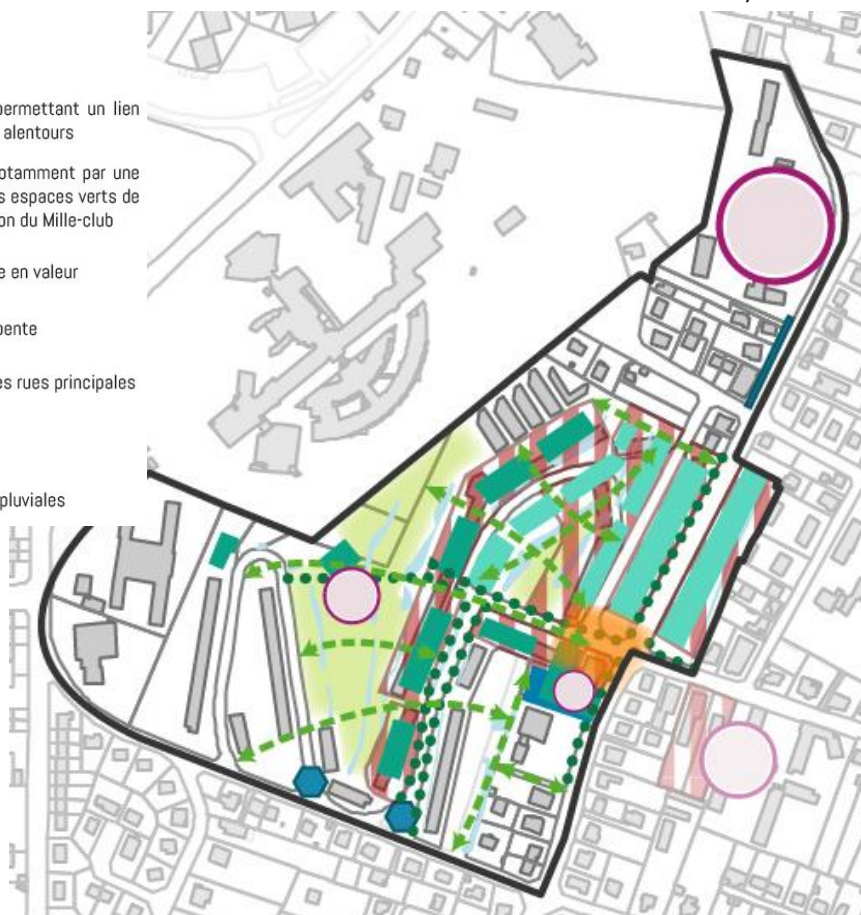 permettant un lien
alentours
notamment par une
s espaces verts de
on du Mille-club
e en valeur
pente
es rues principales
pluviales